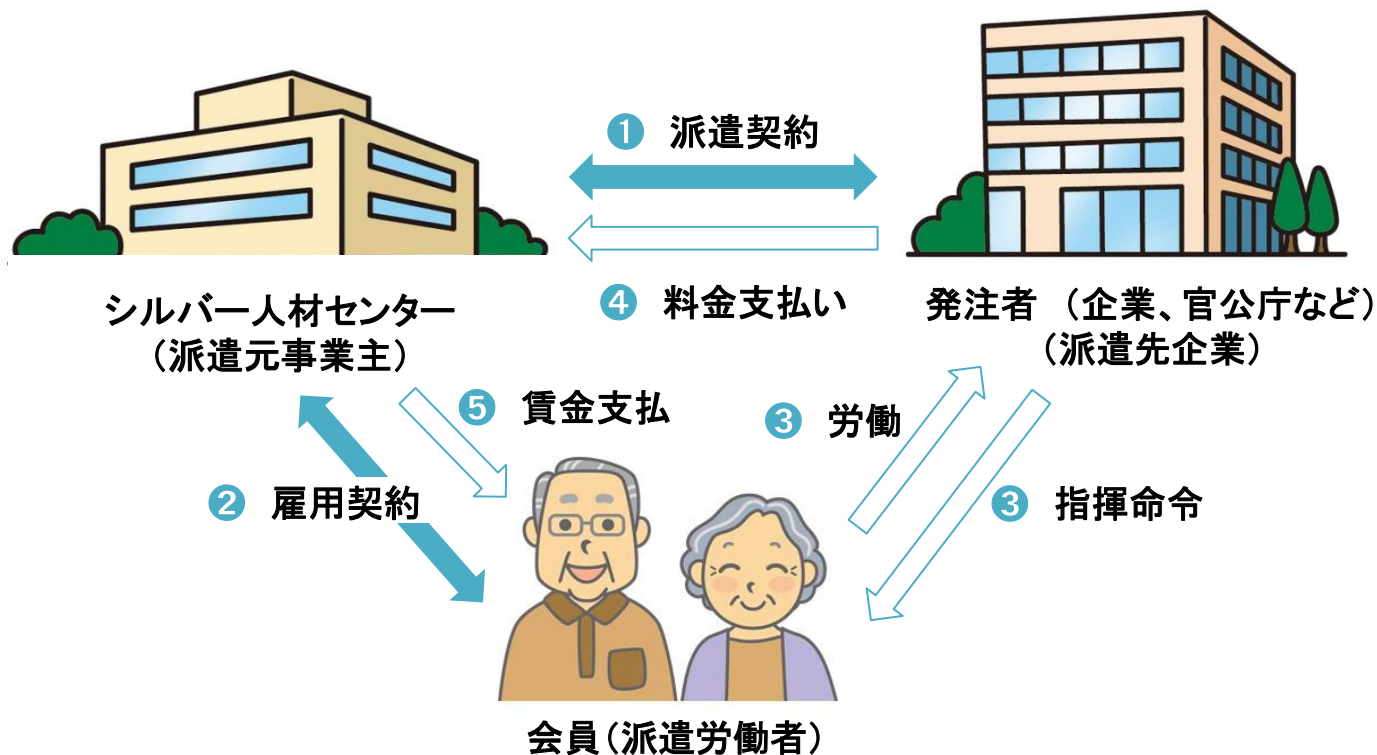 ❶ 派遣契約
❹ 料金支払い
シルバー人材センター
（派遣元事業主）
発注者 （企業、官公庁など）
（派遣先企業）
❺ 賃金支払
❸ 労働
❷ 雇用契約
❸ 指揮命令
会員（派遣労働者）